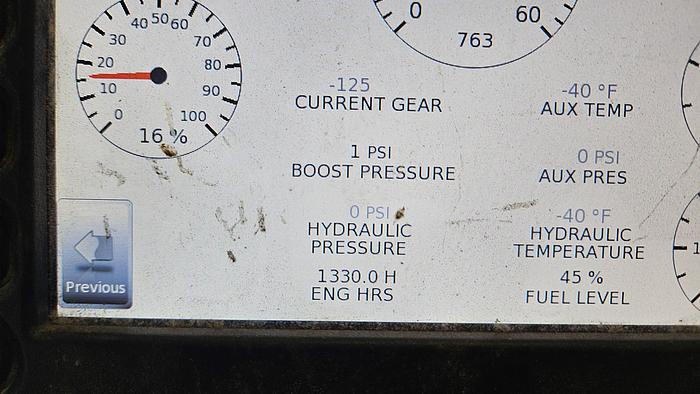 40 50 60
30 70
20 80
10 90
0 100
16 %
0 60
763
-125
CURRENT GEAR
-40 °F
AUX TEMP
1 PSI
BOOST PRESSURE
0 PSI
AUX PRES
0 PSI
HYDRAULIC
PRESSURE
-40 °F
HYDRAULIC
TEMPERATURE
1330.0 H
ENG HRS
45 %
FUEL LEVEL
Previous
1